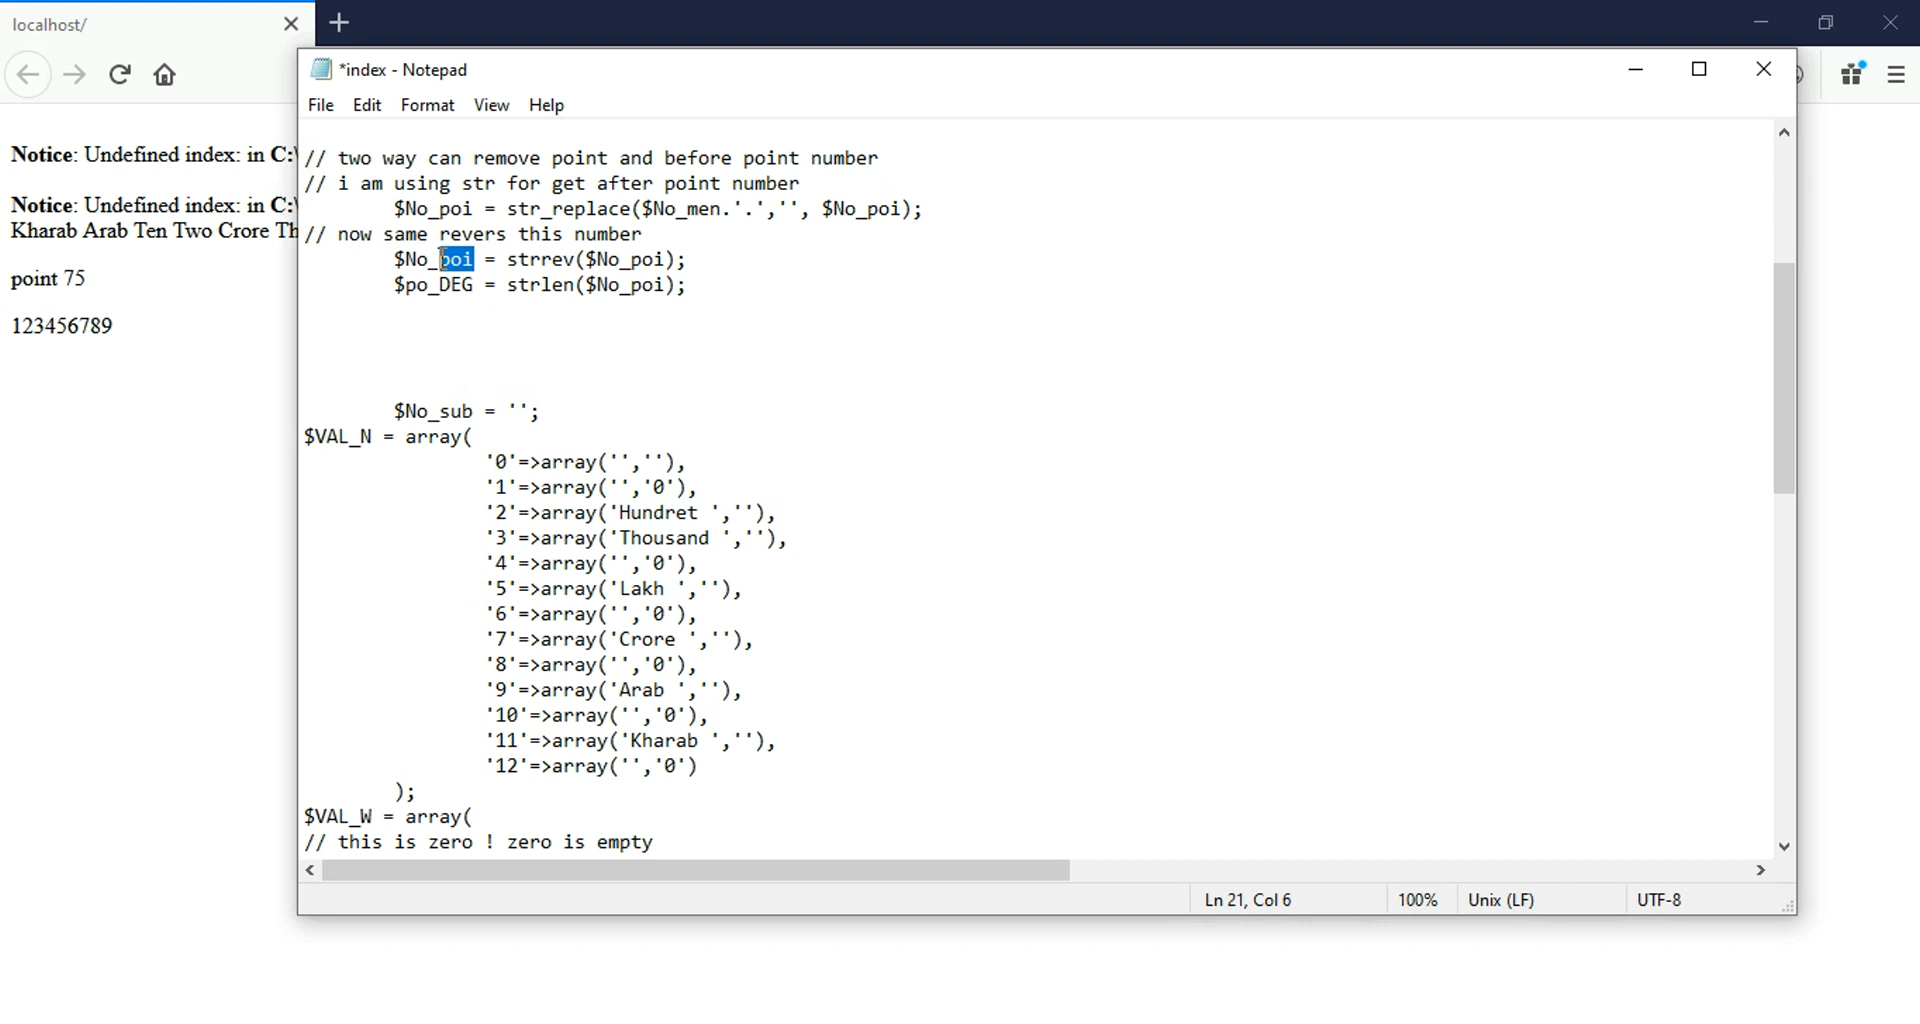 localhost/
*index - Notepad
File Edit Format View Help
Notice: Undefined index: in C:\
Notice: Undefined index: in C:\
Kharab Arab Ten Two Crore Th
point 75
123456789
// two way can remove point and before point number
// i am using str for get after point number
$No_poi = str_replace($No_men.'.','', $No_poi);
// now same revers this number
$No_poi = strrev($No_poi);
$po_DEG = strlen($No_poi);
$No_sub = '';
$VAL_N = array(
'0'=>array('',''),
'1'=>array('','0'),
'2'=>array('Hundret ',''),
'3'=>array('Thousand ',''),
'4'=>array('','0'),
'5'=>array('Lakh ',''),
'6'=>array('','0'),
'7'=>array('Crore ',''),
'8'=>array('','0'),
'9'=>array('Arab ',''),
'10'=>array('','0'),
'11'=>array('Kharab ',''),
'12'=>array('','0')
);
$VAL_W = array(
// this is zero ! zero is empty
Ln 21, Col 6 100% Unix (LF) UTF-8